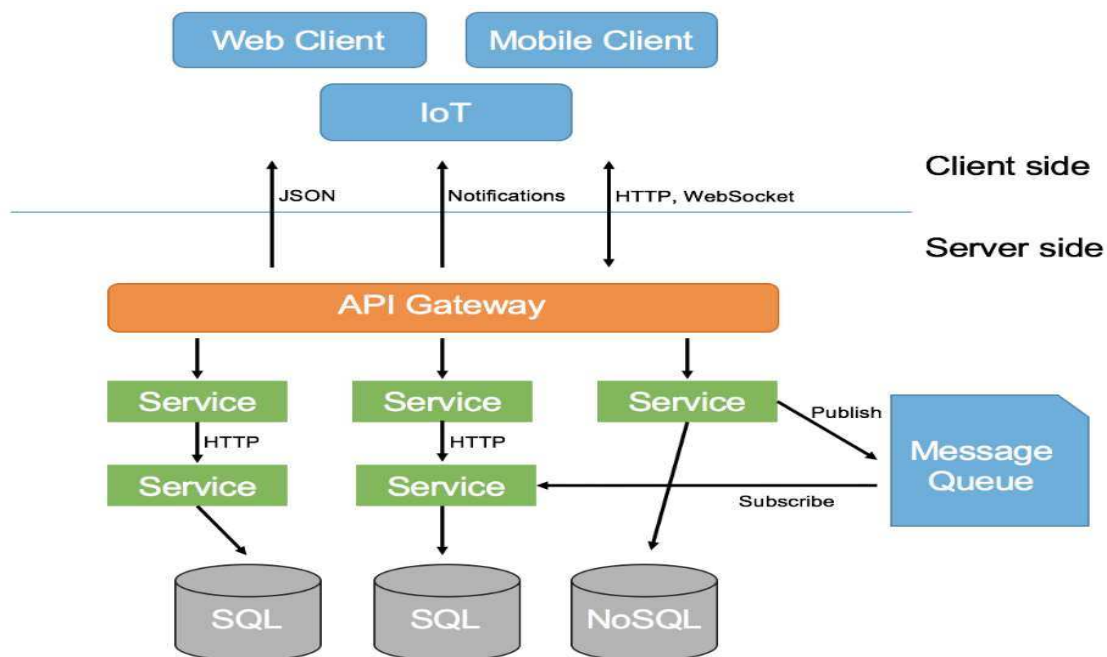 Web Client
Mobile Client
IoT
Client side
JSON
Notifications
HTTP, WebSocket
Server side
API Gateway
Service
Service
Service
Publish
HTTP
HTTP
Message
Queue
Service
Service
Subscribe
SQL
SQL
NoSQL